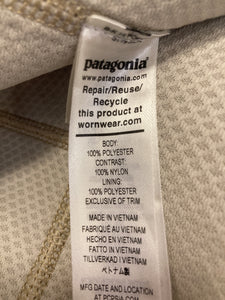 patagonia®
www.patagonia.com
Repair/Reuse/
Recycle
this product at
wornwear.com
BODY:
100% POLYESTER
CONTRAST:
100% NYLON
LINING:
100% POLYESTER
EXCLUSIVE OF TRIM
MADE IN VIETNAM
FABRIQUÉ AU VIETNAM
HECHO EN VIETNAM
FATTO IN VIETNAM
TILLVERKAD I VIETNAM
ベトナム製
MFG DATE AND LOCATED